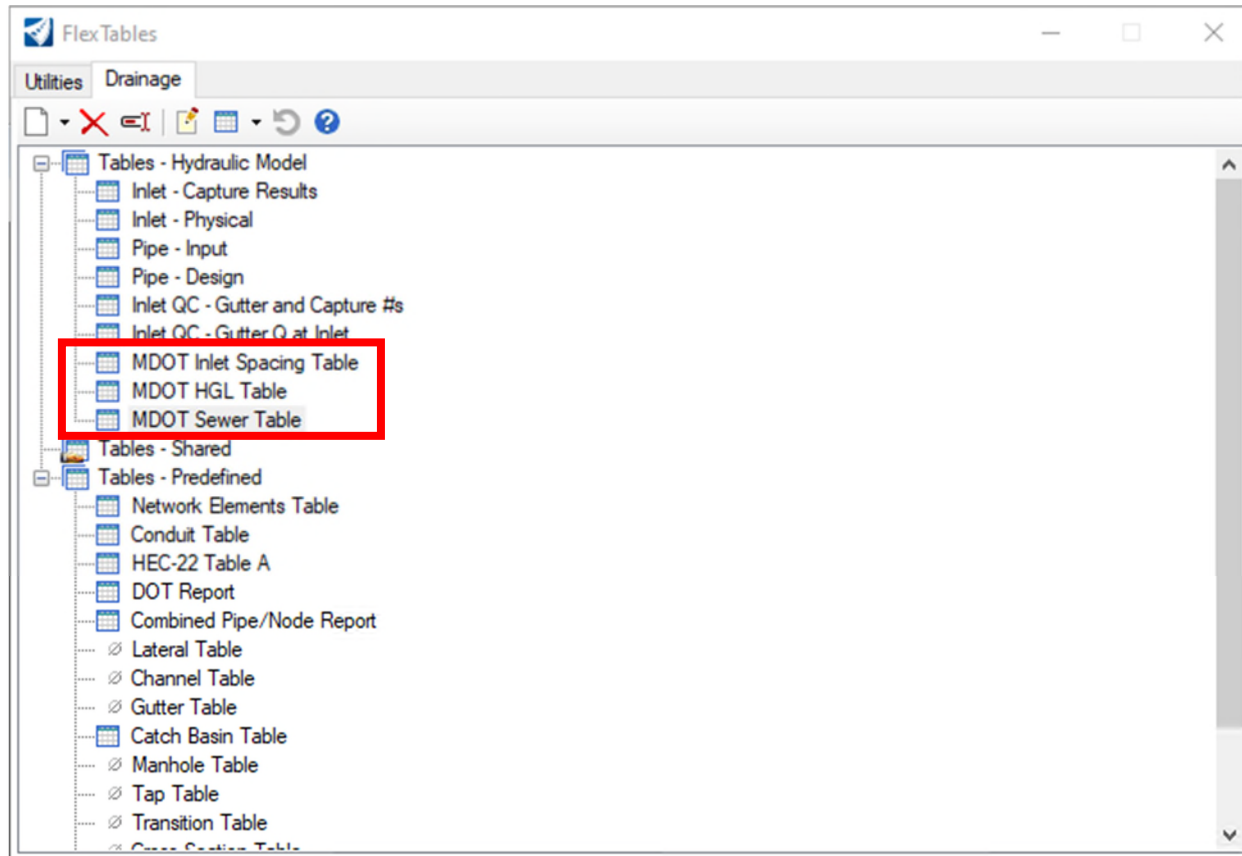 FlexTables
Utilities Drainage
Tables - Hydraulic Model
Inlet - Capture Results
Inlet - Physical
Pipe - Input
Pipe - Design
Inlet QC - Gutter and Capture #s
Inlet QC - Gutter Q at Inlet
MDOT Inlet Spacing Table
MDOT HGL Table
MDOT Sewer Table
Tables - Shared
Tables - Predefined
Network Elements Table
Conduit Table
HEC-22 Table A
DOT Report
Combined Pipe/Node Report
Lateral Table
Channel Table
Gutter Table
Catch Basin Table
Manhole Table
Tap Table
Transition Table
Cross Section Table